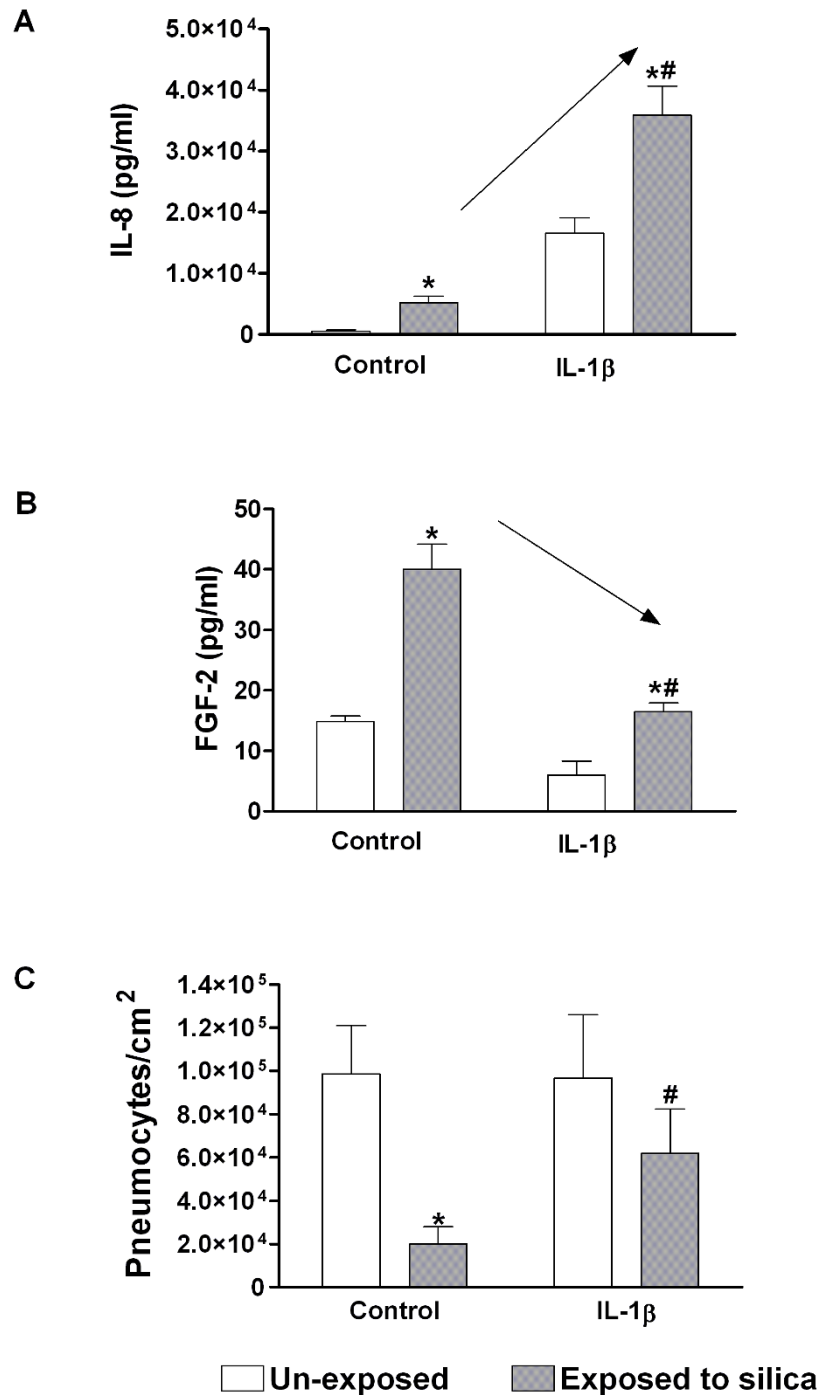 A
IL-8 (pg/ml)
5.0×10⁴
4.0×10⁴
3.0×10⁴
2.0×10⁴
1.0×10⁴
0
*
*#
Control
IL-1β
B
FGF-2 (pg/ml)
50
40
30
20
10
0
*
*#
Control
IL-1β
C
Pneumocytes/cm²
1.4×10⁵
1.2×10⁵
1.0×10⁵
8.0×10⁴
6.0×10⁴
4.0×10⁴
2.0×10⁴
0
*
#
Control
IL-1β
Un-exposed
Exposed to silica